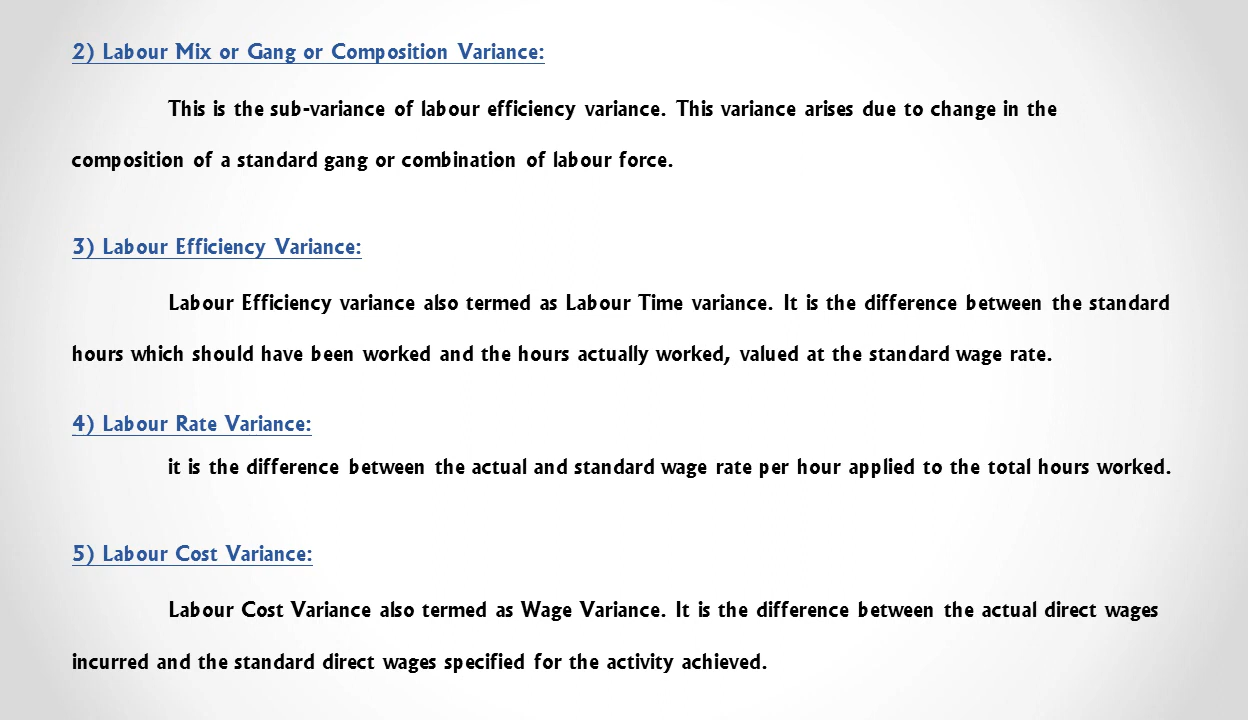 2) Labour Mix or Gang or Composition Variance:
This is the sub-variance of labour efficiency variance. This variance arises due to change in the
composition of a standard gang or combination of labour force.
3) Labour Efficiency Variance:
Labour Efficiency variance also termed as Labour Time variance. It is the difference between the standard
hours which should have been worked and the hours actually worked, valued at the standard wage rate.
4) Labour Rate Variance:
it is the difference between the actual and standard wage rate per hour applied to the total hours worked.
5) Labour Cost Variance:
Labour Cost Variance also termed as Wage Variance. It is the difference between the actual direct wages
incurred and the standard direct wages specified for the activity achieved.